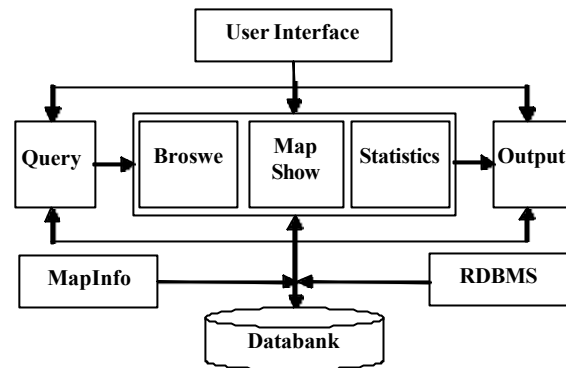 User Interface
Query
Broswe
Map
Show
Statistics
Output
MapInfo
RDBMS
Databank